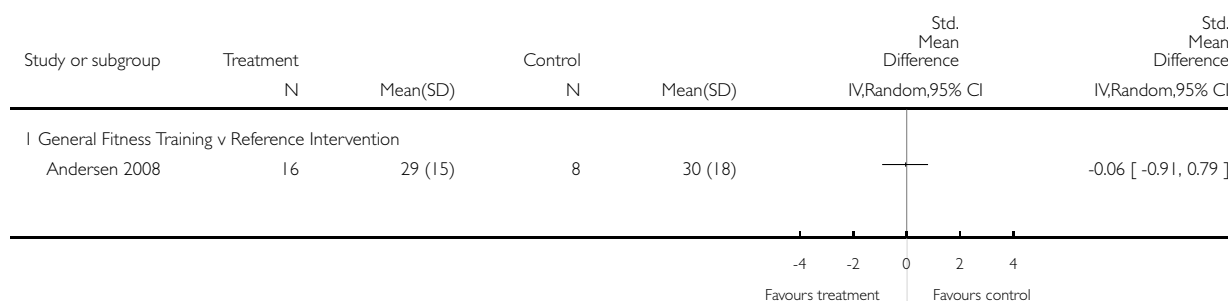 Study or subgroup Treatment Control Std. Mean Difference Std. Mean Difference
N Mean(SD) N Mean(SD) IV,Random,95% CI IV,Random,95% CI
1 General Fitness Training v Reference Intervention
Andersen 2008 16 29 (15) 8 30 (18) -0.06 [ -0.91, 0.79 ]
-4 -2 0 2 4
Favours treatment Favours control